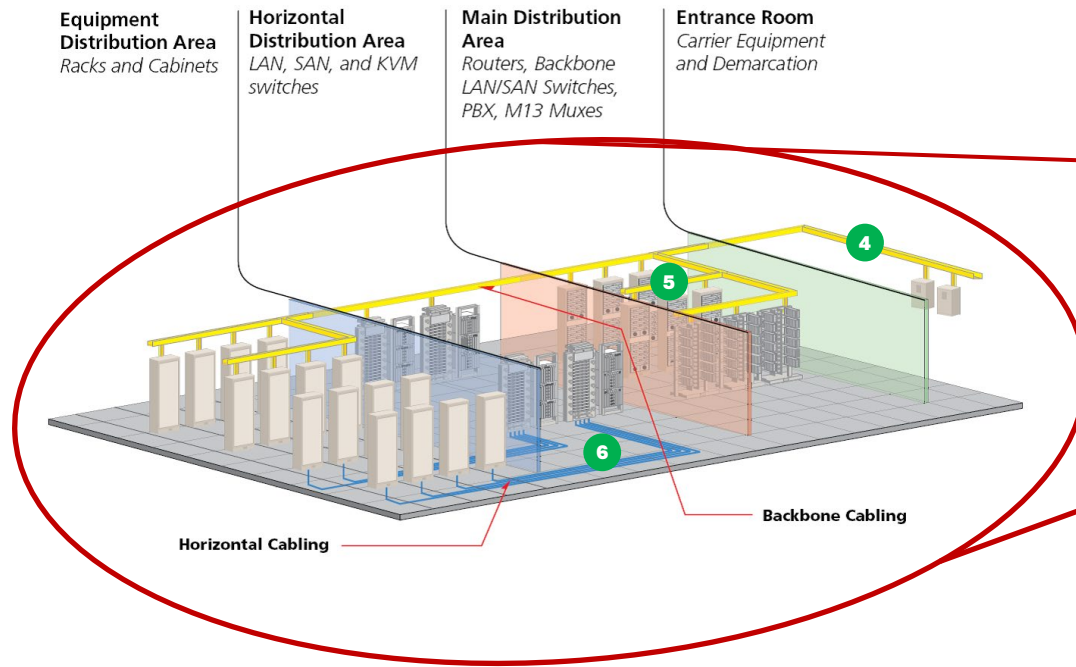 Equipment
Distribution Area
Racks and Cabinets
Horizontal
Distribution Area
LAN, SAN, and KVM
switches
Main Distribution
Area
Routers, Backbone
LAN/SAN Switches,
PBX, M13 Muxes
Entrance Room
Carrier Equipment
and Demarcation
4
5
6
Backbone Cabling
Horizontal Cabling